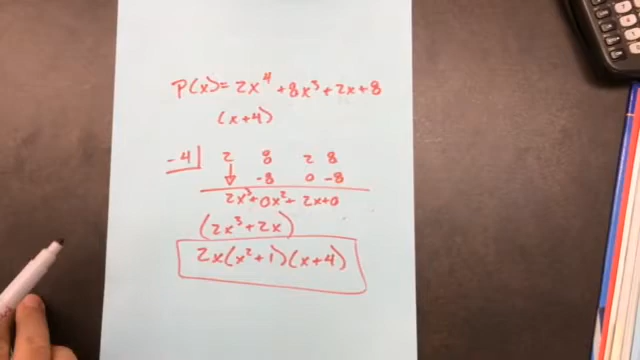 P(x)= 2x⁴ +8x³ +2x+8
(x+4)
-4 2 8 2 8
↓ -8 0 -8
2x³+0x²+ 2x+0
(2x³+2x)
2x(x²+1)(x+4)